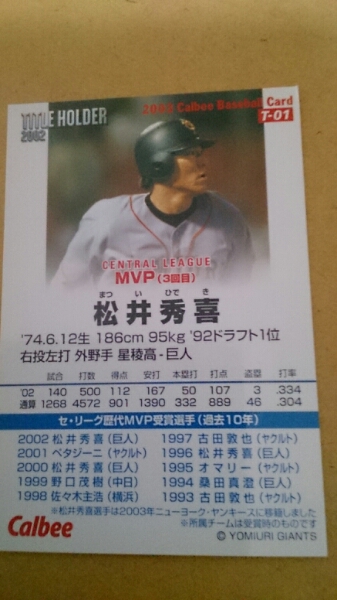 TITLE HOLDER
2002
2003 Calbee Baseball Card
T-01
CENTRAL LEAGUE
MVP(3回目)
まつ い ひで き
松井秀喜
'74.6.12生 186cm 95kg '92ドラフト1位
右投左打 外野手 星稜高-巨人
試合 打数 得点 安打 本塁打 打点 盗塁 打率
'02 140 500 112 167 50 107 3 .334
通算 1268 4572 901 1390 332 889 46 .304
セ・リーグ歴代MVP受賞選手(過去10年)
2002 松井秀喜(巨人) 1997 古田敦也(ヤクルト)
2001 ペタジーニ(ヤクルト) 1996 松井秀喜(巨人)
2000 松井秀喜(巨人) 1995 オマリー(ヤクルト)
1999 野口茂樹(中日) 1994 桑田真澄(巨人)
1998 佐々木主浩(横浜) 1993 古田敦也(ヤクルト)
Calbee
※松井秀喜選手は2003年ニューヨーク・ヤンキースに移籍しました
※所属チームは受賞時のものです
© YOMIURI GIANTS